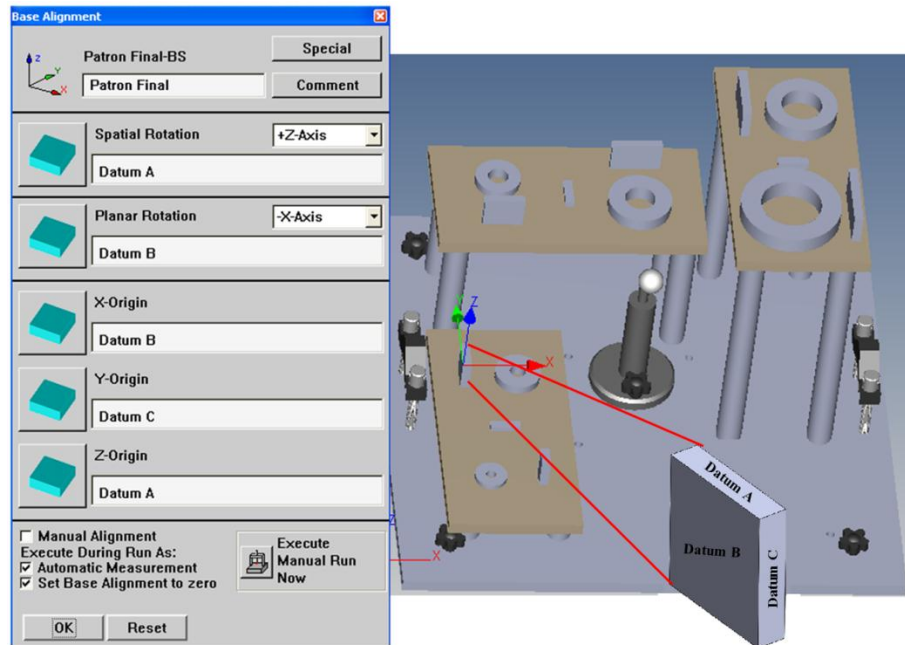 Base Alignment
Patron Final-BS
Special
Patron Final
Comment
Z
Y
X
Spatial Rotation
+Z-Axis
Datum A
Planar Rotation
-X-Axis
Datum B
X-Origin
Datum B
Y-Origin
Datum C
Z-Origin
Datum A
Manual Alignment
Execute During Run As:
Automatic Measurement
Set Base Alignment to zero
Execute
Manual Run
Now
OK
Reset
Z
X
Z
X
Datum A
Datum B
Datum C